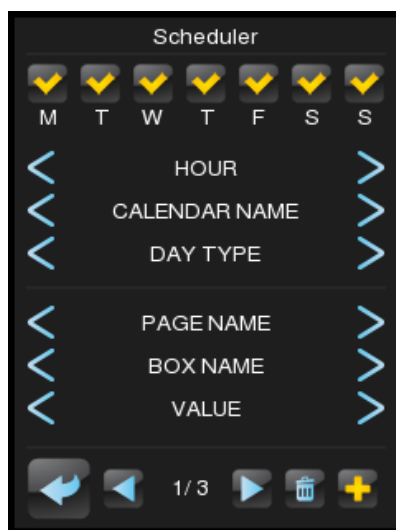 Scheduler
M T W T F S S
HOUR
CALENDAR NAME
DAY TYPE
PAGE NAME
BOX NAME
VALUE
1/3